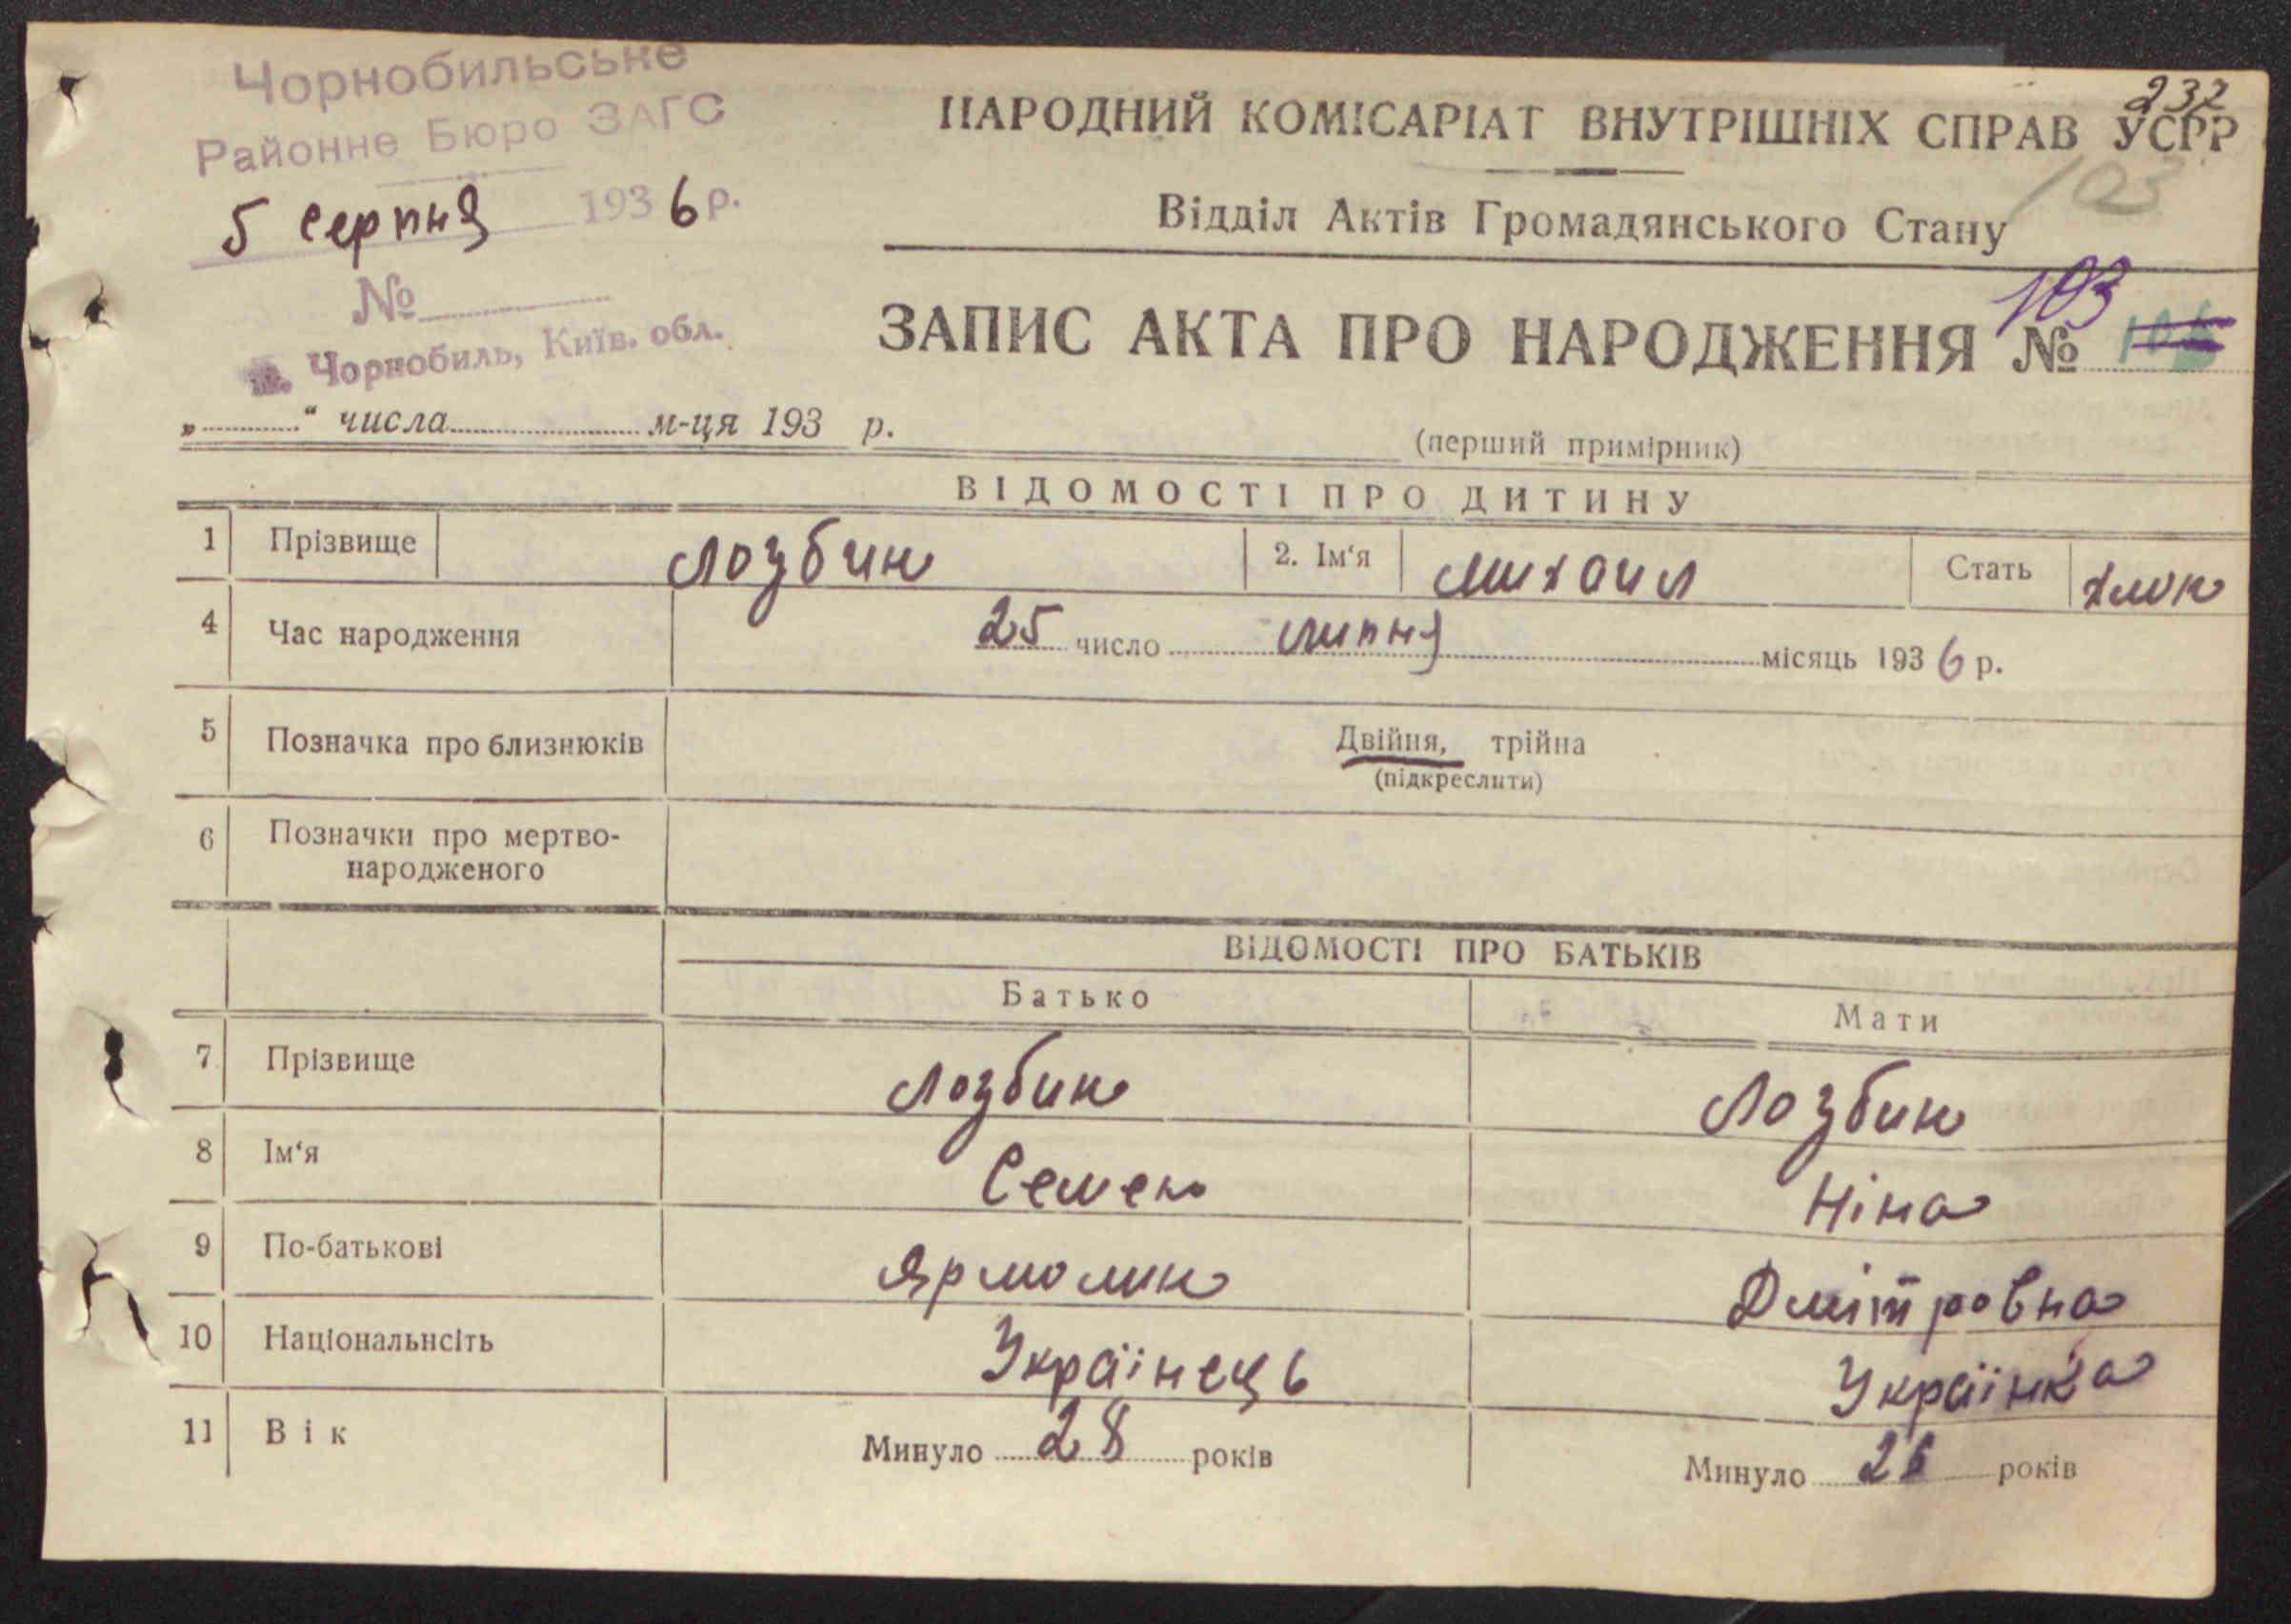 Чорнобильське
Районне Бюро ЗАГС
5 серпня 1936 р.
№
м. Чорнобиль, Київ. обл.
„ “ числа м-ця 193 р.
232
НАРОДНИЙ КОМІСАРІАТ ВНУТРІШНІХ СПРАВ УСРР
103
Відділ Актів Громадянського Стану
103
ЗАПИС АКТА ПРО НАРОДЖЕННЯ №
(перший примірник)
ВІДОМОСТІ ПРО ДИТИНУ
1 Прізвище Лозбин 2. Ім‘я Михаил Стать хлоп
4 Час народження 25 число липня місяць 1936 р.
5 Позначка про близнюків Двійня, трійна
(підкреслити)
6 Позначки про мертво-
народженого
ВІДОМОСТІ ПРО БАТЬКІВ
Батько Мати
7 Прізвище Лозбин Лозбин
8 Ім‘я Семен Ніна
9 По-батькові Дмітровна
10 Національнсіть Українець Українка
11 Вік Минуло 28 років Минуло 26 років